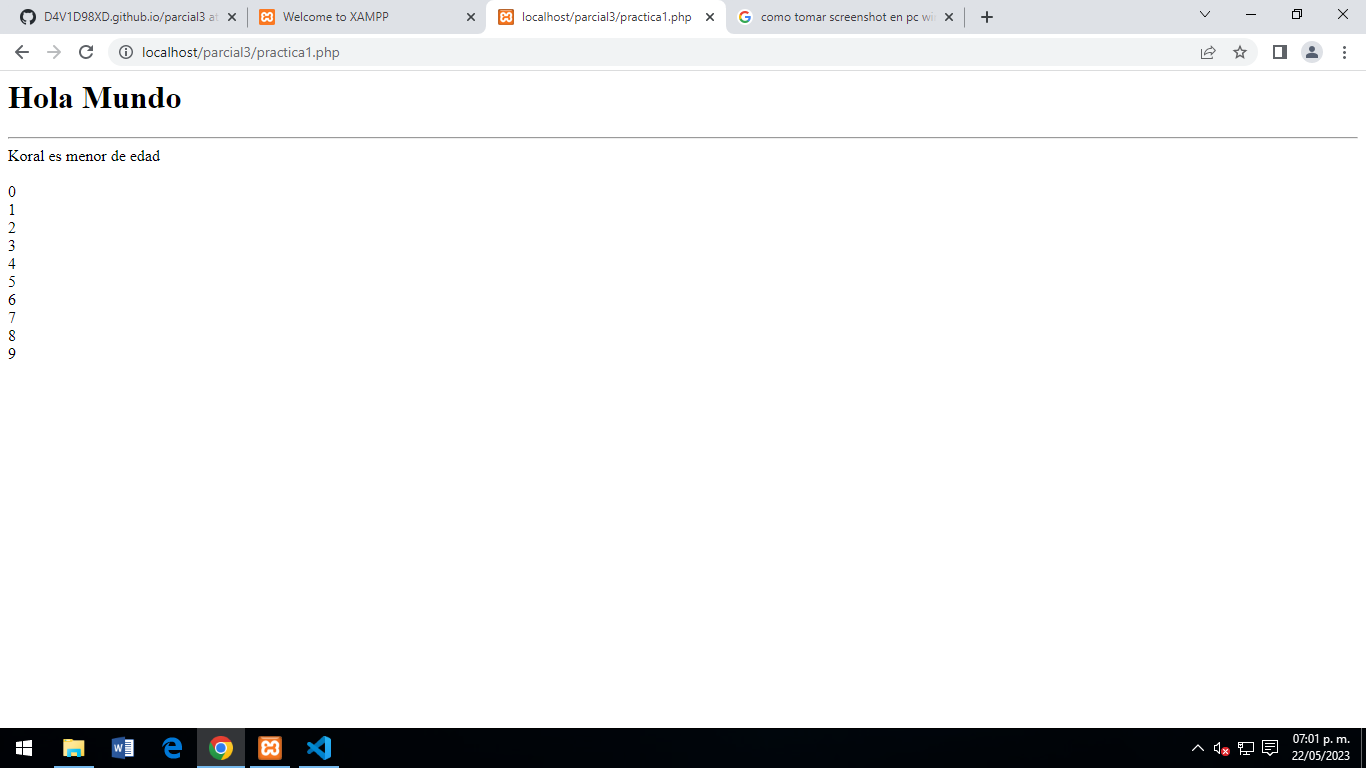 D4V1D98XD.github.io/parcial3 at
Welcome to XAMPP
localhost/parcial3/practica1.php
como tomar screenshot en pc wi
localhost/parcial3/practica1.php
Hola Mundo
Koral es menor de edad
0
1
2
3
4
5
6
7
8
9
07:01 p. m.
22/05/2023